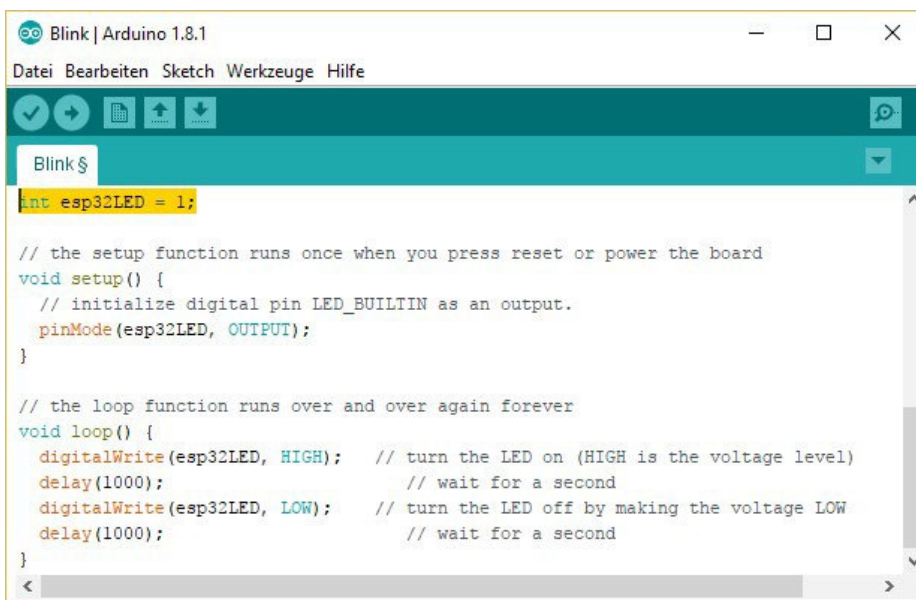 Blink | Arduino 1.8.1
Datei Bearbeiten Sketch Werkzeuge Hilfe
Blink §
int esp32LED = 1;
// the setup function runs once when you press reset or power the board
void setup() {
  // initialize digital pin LED_BUILTIN as an output.
  pinMode(esp32LED, OUTPUT);
}
// the loop function runs over and over again forever
void loop() {
  digitalWrite(esp32LED, HIGH);   // turn the LED on (HIGH is the voltage level)
  delay(1000);                       // wait for a second
  digitalWrite(esp32LED, LOW);    // turn the LED off by making the voltage LOW
  delay(1000);                       // wait for a second
}